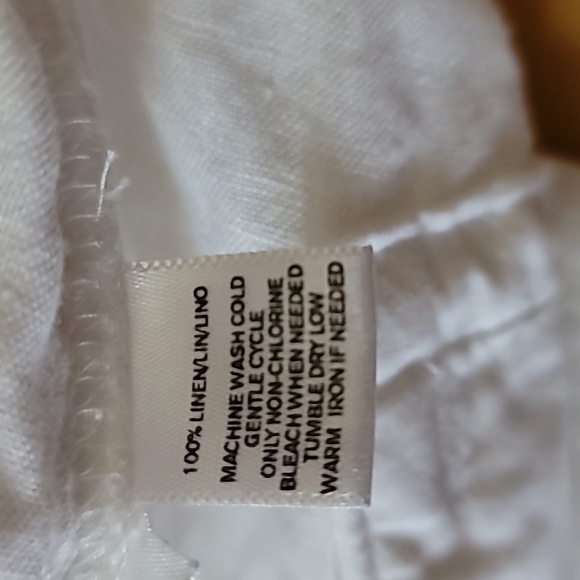 100% LINEN/LIN/LINO
MACHINE WASH COLD
GENTLE CYCLE
ONLY NON-CHLORINE
BLEACH WHEN NEEDED
TUMBLE DRY LOW
WARM IRON IF NEEDED